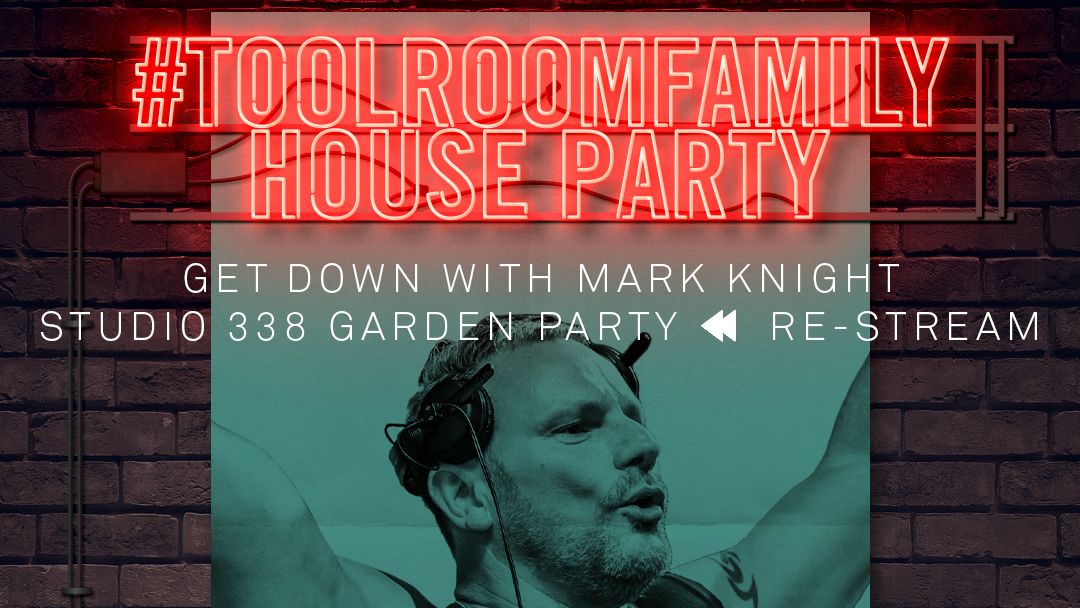 #TOOLROOMFAMILY
HOUSE PARTY
GET DOWN WITH MARK KNIGHT
STUDIO 338 GARDEN PARTY ⏪ RE-STREAM